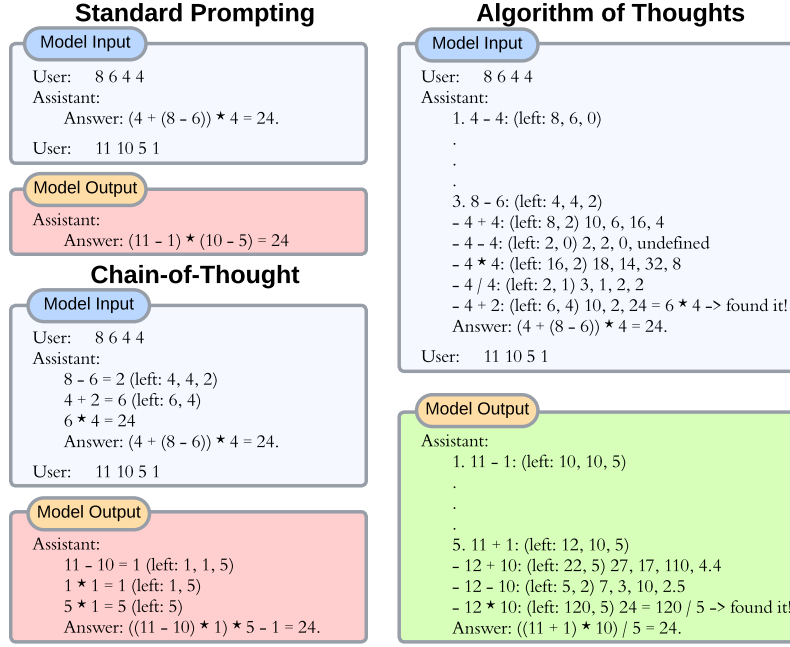 Standard Prompting
Model Input
User: 8 6 4 4
Assistant:
Answer: (4 + (8 – 6)) ★ 4 = 24.
User: 11 10 5 1
Model Output
Assistant:
Answer: (11 – 1) ★ (10 – 5) = 24
Chain-of-Thought
Model Input
User: 8 6 4 4
Assistant:
8 – 6 = 2 (left: 4, 4, 2)
4 + 2 = 6 (left: 6, 4)
6 ★ 4 = 24
Answer: (4 + (8 – 6)) ★ 4 = 24.
User: 11 10 5 1
Model Output
Assistant:
11 – 10 = 1 (left: 1, 1, 5)
1 ★ 1 = 1 (left: 1, 5)
5 ★ 1 = 5 (left: 5)
Answer: ((11 – 10) ★ 1) ★ 5 – 1 = 24.
Algorithm of Thoughts
Model Input
User: 8 6 4 4
Assistant:
1. 4 – 4: (left: 8, 6, 0)
.
.
.
3. 8 – 6: (left: 4, 4, 2)
– 4 + 4: (left: 8, 2) 10, 6, 16, 4
– 4 – 4: (left: 2, 0) 2, 2, 0, undefined
– 4 ★ 4: (left: 16, 2) 18, 14, 32, 8
– 4 / 4: (left: 2, 1) 3, 1, 2, 2
– 4 + 2: (left: 6, 4) 10, 2, 24 = 6 ★ 4 -> found it!
Answer: (4 + (8 – 6)) ★ 4 = 24.
User: 11 10 5 1
Model Output
Assistant:
1. 11 – 1: (left: 10, 10, 5)
.
.
.
5. 11 + 1: (left: 12, 10, 5)
– 12 + 10: (left: 22, 5) 27, 17, 110, 4.4
– 12 – 10: (left: 5, 2) 7, 3, 10, 2.5
– 12 ★ 10: (left: 120, 5) 24 = 120 / 5 -> found it!
Answer: ((11 + 1) ★ 10) / 5 = 24.